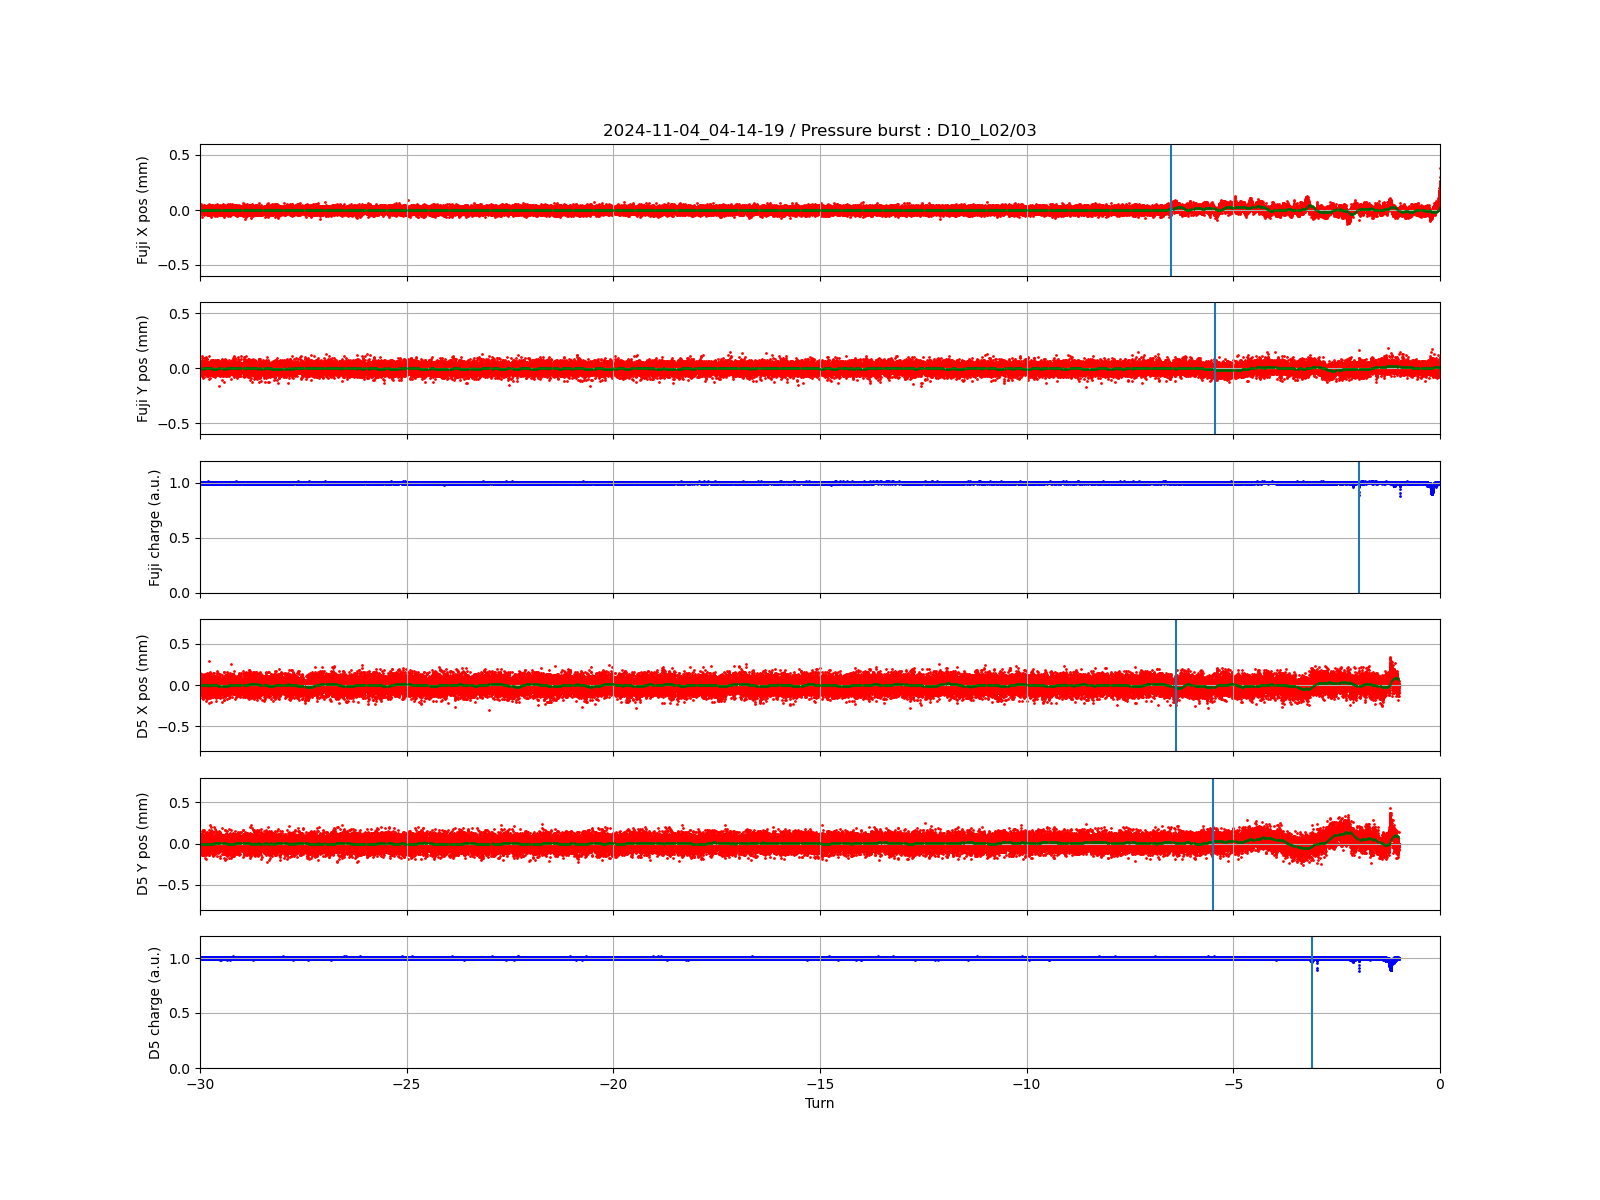 2024-11-04_04-14-19 / Pressure burst : D10_L02/03
Fuji X pos (mm)
0.5
0.0
−0.5
Fuji Y pos (mm)
0.5
0.0
−0.5
Fuji charge (a.u.)
1.0
0.5
0.0
D5 X pos (mm)
0.5
0.0
−0.5
D5 Y pos (mm)
0.5
0.0
−0.5
D5 charge (a.u.)
1.0
0.5
0.0
−30 −25 −20 −15 −10 −5 0
Turn